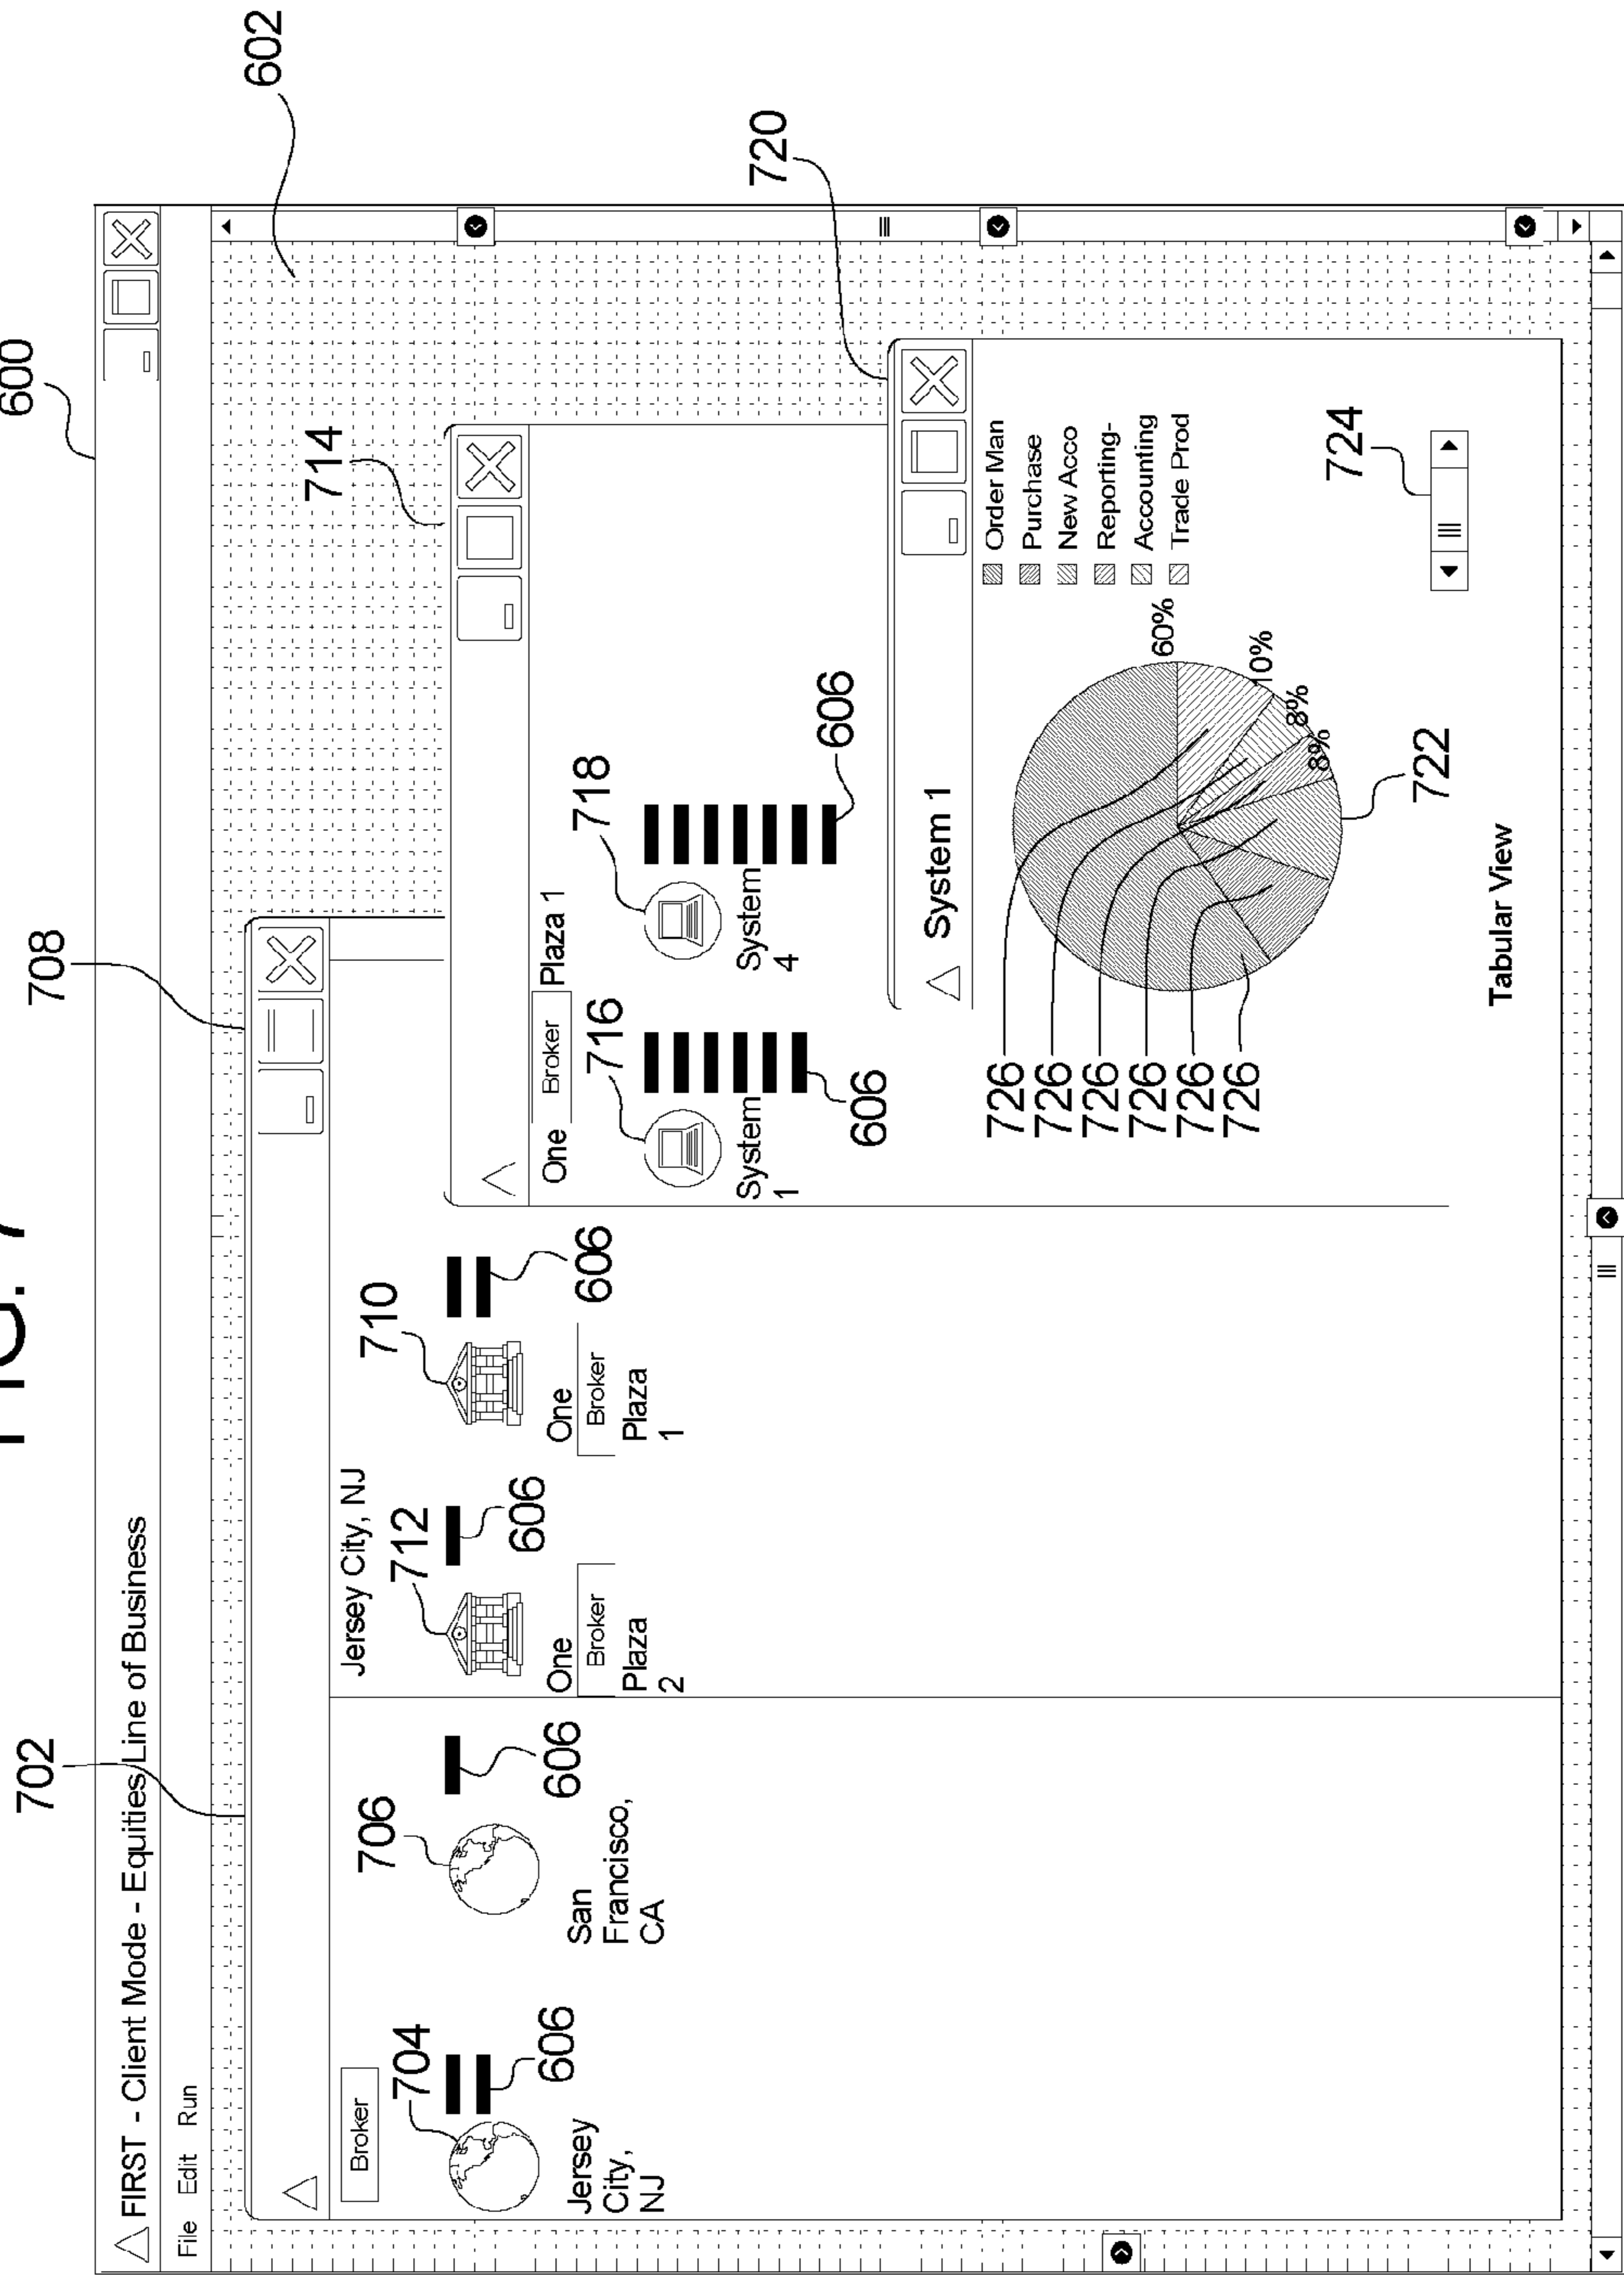 FIG. 7
600
702
708
602
FIRST - Client Mode - Equities Line of Business
File Edit Run
714
Broker
704
606
Jersey
City,
NJ
706
606
San
Francisco,
CA
Jersey City, NJ
712
606
One
Broker
Plaza
2
710
606
One
Broker
Plaza
1
One Broker Plaza 1
716
System
1
606
718
System
4
606
720
System 1
Order Man
Purchase
New Acco
Reporting-
Accounting
Trade Prod
60%
10%
8%
8%
726
726
726
726
726
726
722
724
Tabular View